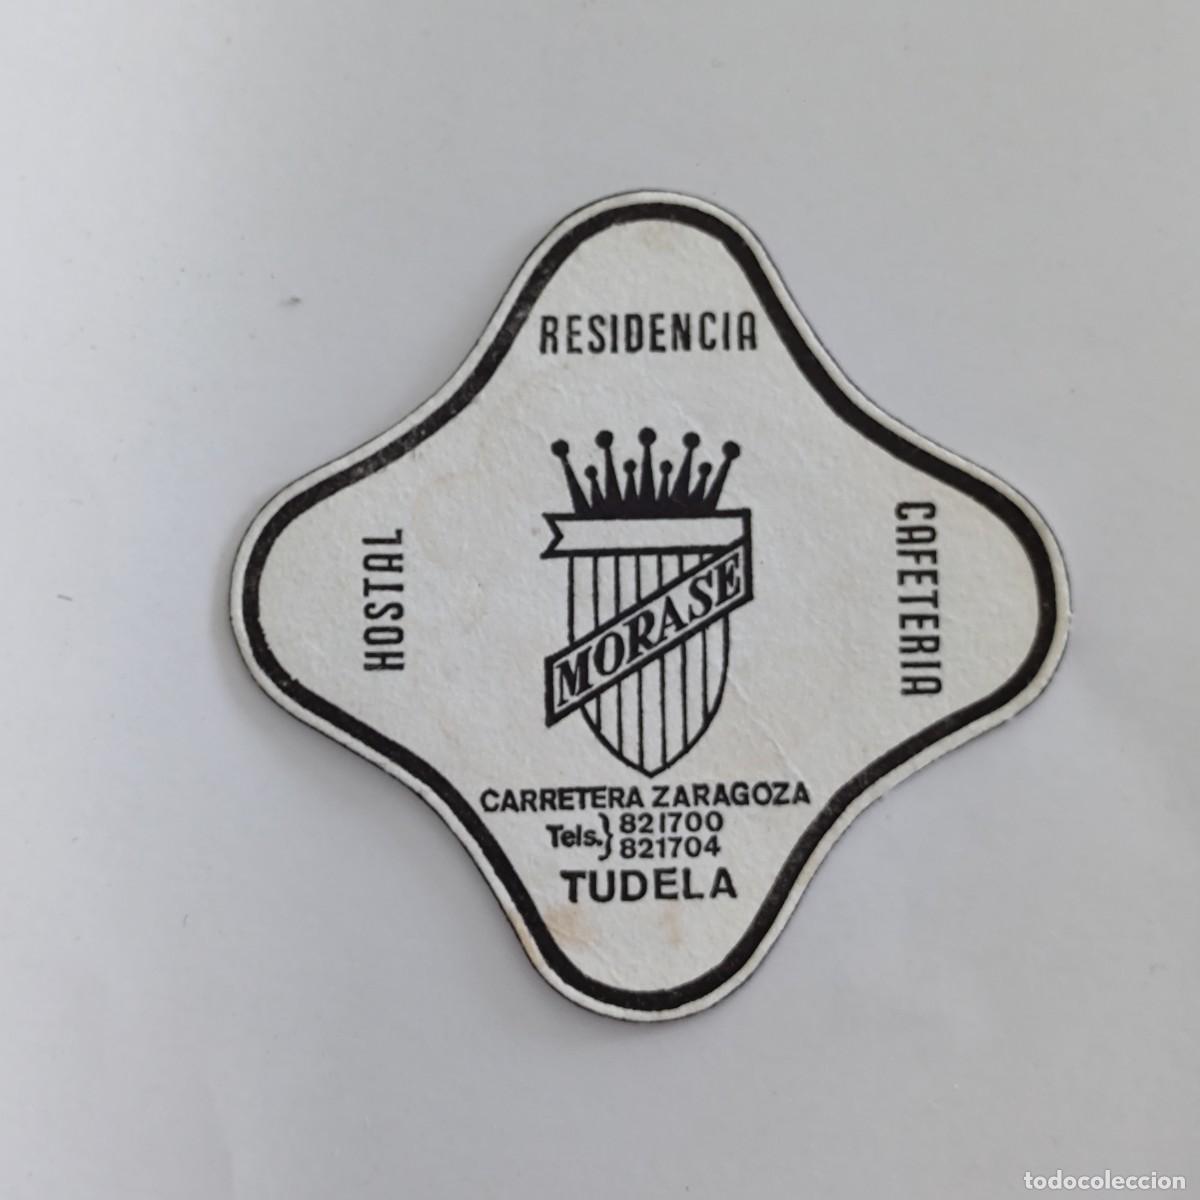 RESIDENCIA
HOSTAL
CAFETERIA
MORASE
CARRETERA ZARAGOZA
Tels.} 821700
821704
TUDELA
todocoleccion